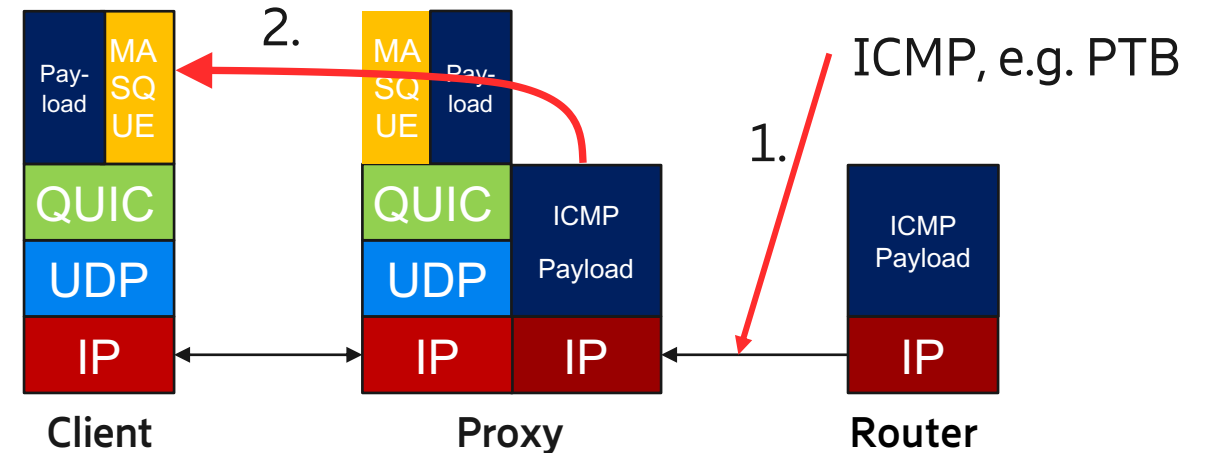 2.
ICMP, e.g. PTB
1.
Pay-
load
MA
SQ
UE
QUIC
UDP
IP
Client
MA
SQ
UE
Pay-
load
QUIC
UDP
IP
ICMP
Payload
IP
Proxy
ICMP
Payload
IP
Router